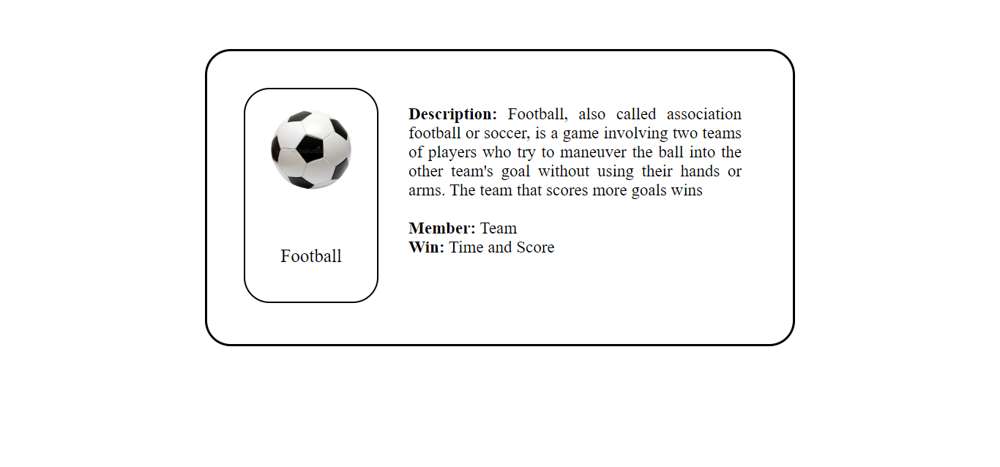 Description: Football, also called association
football or soccer, is a game involving two teams
of players who try to maneuver the ball into the
other team's goal without using their hands or
arms. The team that scores more goals wins
Member: Team
Win: Time and Score
Football